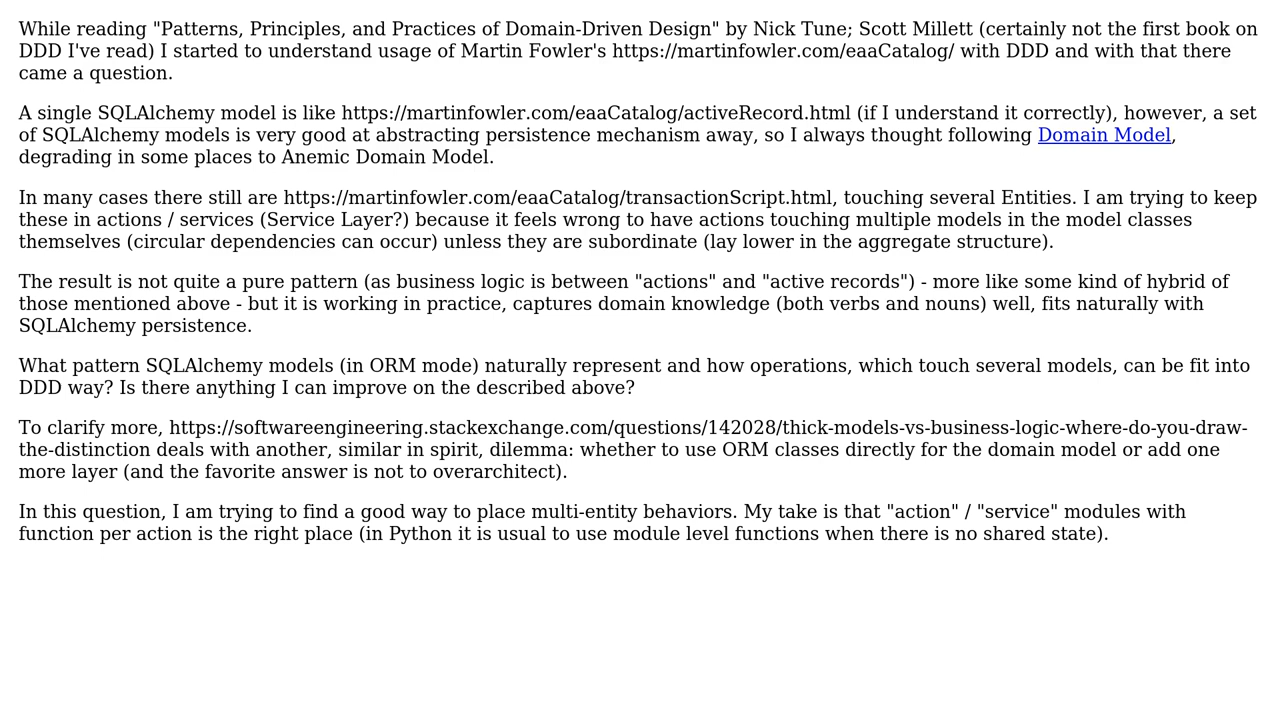 While reading "Patterns, Principles, and Practices of Domain-Driven Design" by Nick Tune; Scott Millett (certainly not the first book on
DDD I've read) I started to understand usage of Martin Fowler's https://martinfowler.com/eaaCatalog/ with DDD and with that there
came a question.
A single SQLAlchemy model is like https://martinfowler.com/eaaCatalog/activeRecord.html (if I understand it correctly), however, a set
of SQLAlchemy models is very good at abstracting persistence mechanism away, so I always thought following Domain Model,
degrading in some places to Anemic Domain Model.
In many cases there still are https://martinfowler.com/eaaCatalog/transactionScript.html, touching several Entities. I am trying to keep
these in actions / services (Service Layer?) because it feels wrong to have actions touching multiple models in the model classes
themselves (circular dependencies can occur) unless they are subordinate (lay lower in the aggregate structure).
The result is not quite a pure pattern (as business logic is between "actions" and "active records") - more like some kind of hybrid of
those mentioned above - but it is working in practice, captures domain knowledge (both verbs and nouns) well, fits naturally with
SQLAlchemy persistence.
What pattern SQLAlchemy models (in ORM mode) naturally represent and how operations, which touch several models, can be fit into
DDD way? Is there anything I can improve on the described above?
To clarify more, https://softwareengineering.stackexchange.com/questions/142028/thick-models-vs-business-logic-where-do-you-draw-
the-distinction deals with another, similar in spirit, dilemma: whether to use ORM classes directly for the domain model or add one
more layer (and the favorite answer is not to overarchitect).
In this question, I am trying to find a good way to place multi-entity behaviors. My take is that "action" / "service" modules with
function per action is the right place (in Python it is usual to use module level functions when there is no shared state).